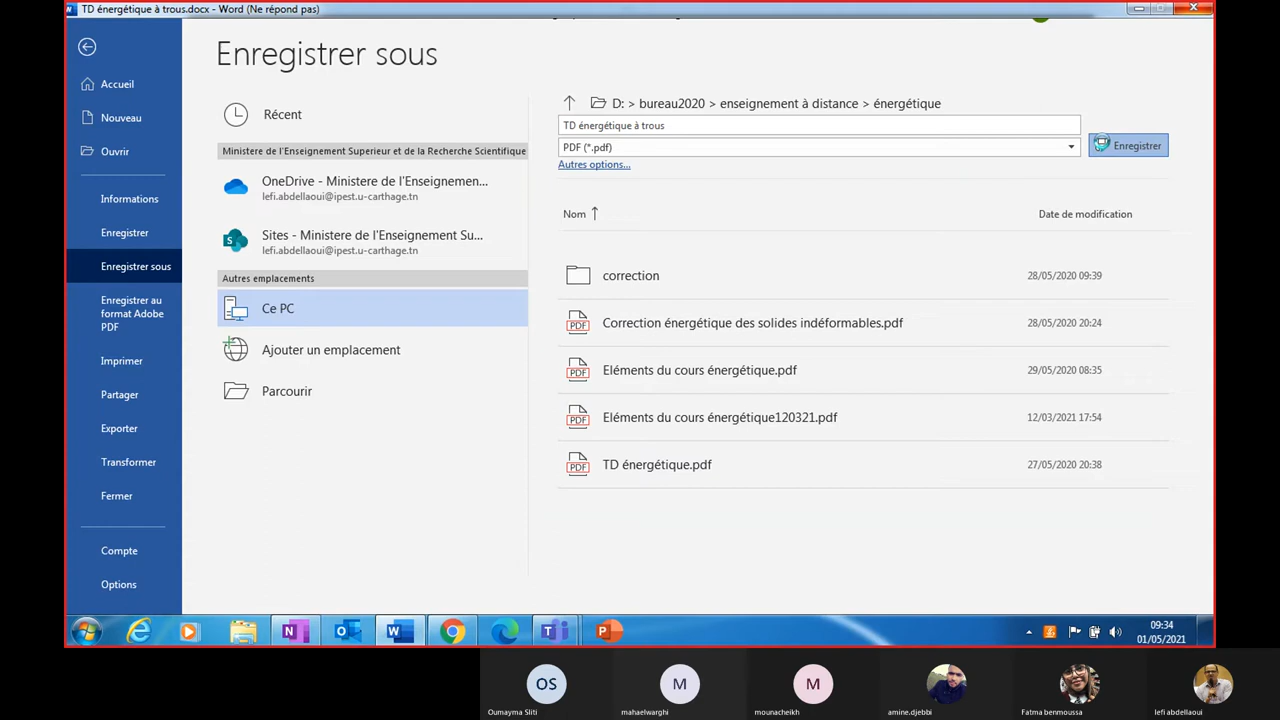 TD énergétique à trous.docx - Word (Ne répond pas)
Enregistrer sous
Accueil
Nouveau
Ouvrir
Informations
Enregistrer
Enregistrer sous
Enregistrer au
format Adobe
PDF
Imprimer
Partager
Exporter
Transformer
Fermer
Compte
Options
Récent
Ministere de l'Enseignement Superieur et de la Recherche Scientifique
OneDrive - Ministere de l'Enseignemen...
lefi.abdellaoui@ipest.u-carthage.tn
Sites - Ministere de l'Enseignement Su...
lefi.abdellaoui@ipest.u-carthage.tn
Autres emplacements
Ce PC
Ajouter un emplacement
Parcourir
D: > bureau2020 > enseignement à distance > énergétique
TD énergétique à trous
PDF (*.pdf)
Enregistrer
Autres options...
Nom Date de modification
correction 28/05/2020 09:39
PDF Correction énergétique des solides indéformables.pdf 28/05/2020 20:24
PDF Eléments du cours énergétique.pdf 29/05/2020 08:35
PDF Eléments du cours énergétique120321.pdf 12/03/2021 17:54
PDF TD énergétique.pdf 27/05/2020 20:38
09:34
01/05/2021
OS M M
Oumayma Sliti mahaelwarghi mounacheikh amine.djebbi Fatma benmoussa lefi abdellaoui